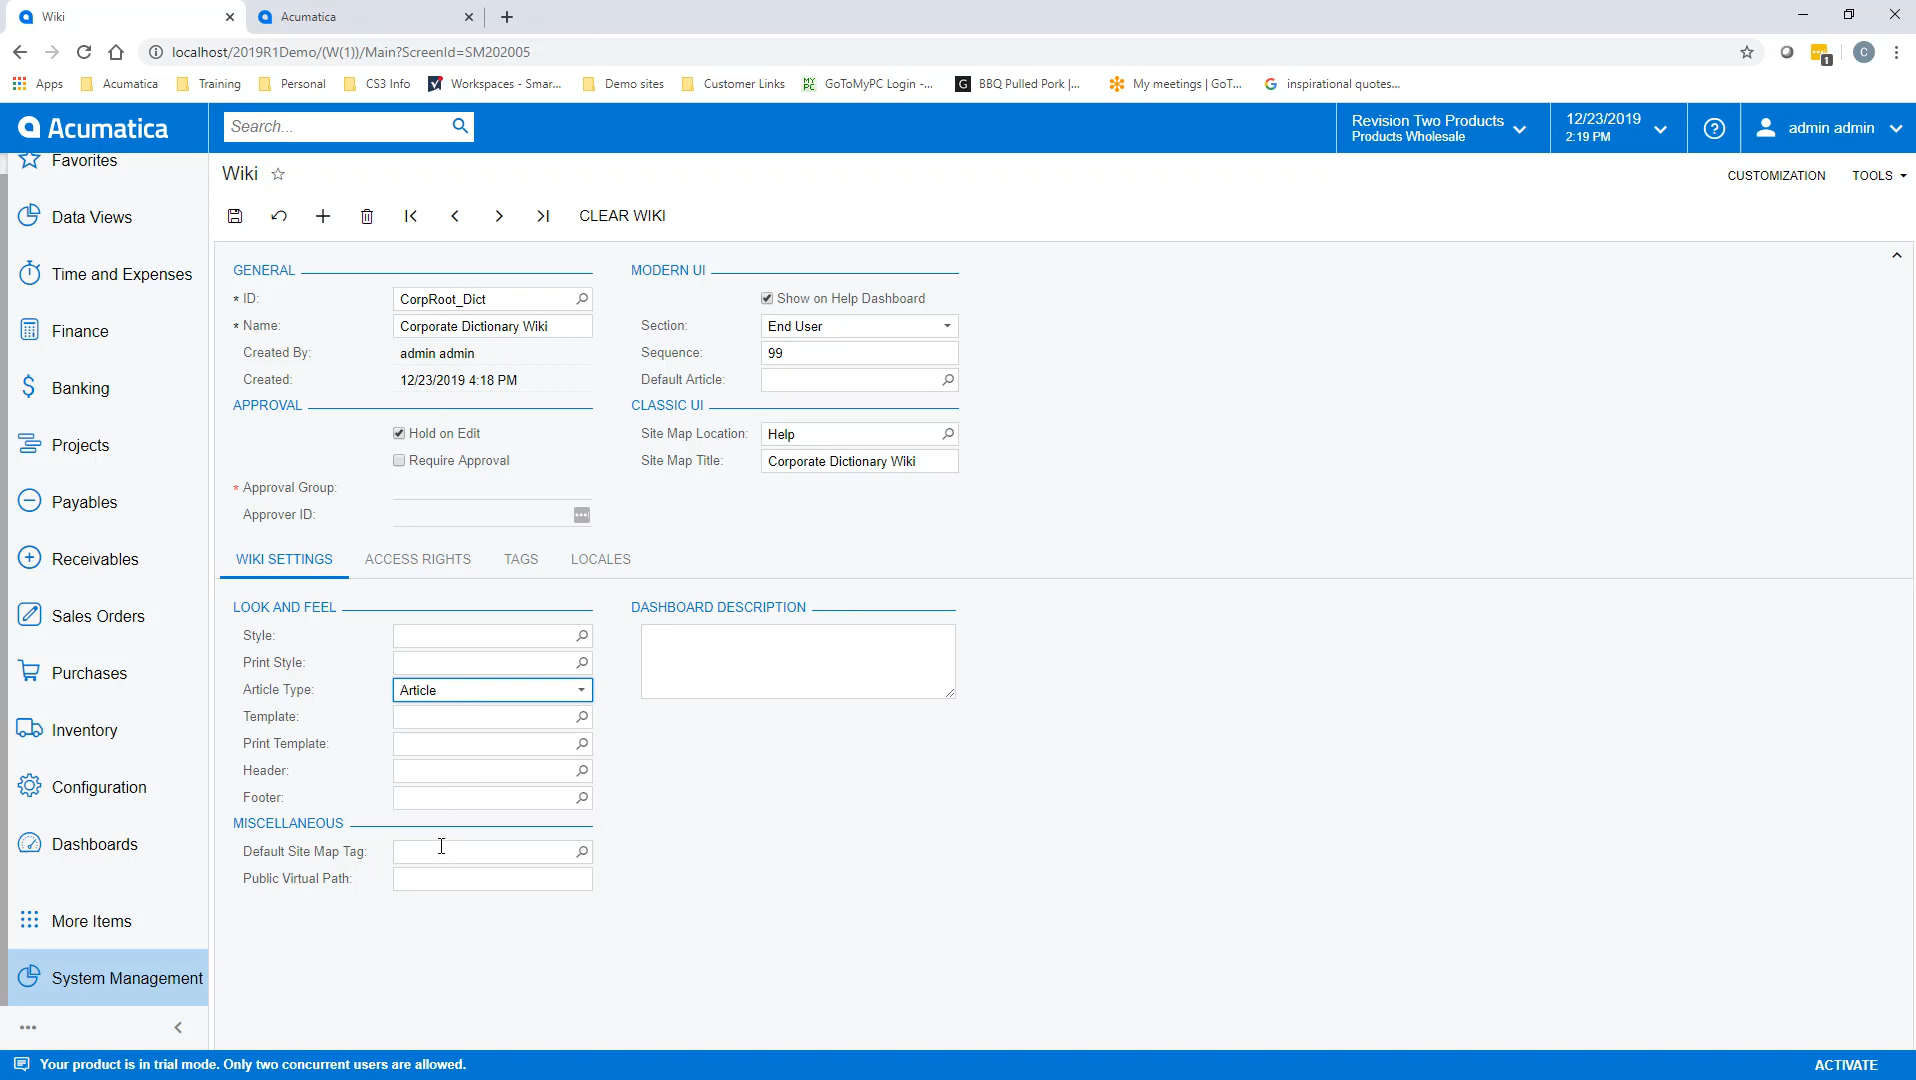 Wiki
Acumatica
localhost/2019R1Demo/(W(1))/Main?ScreenId=SM202005
1
C
Apps
Acumatica
Training
Personal
CS3 Info
Workspaces - Smar...
Demo sites
Customer Links
MY PC
GoToMyPC Login -...
G
BBQ Pulled Pork |...
My meetings | GoT...
G
inspirational quotes...
Acumatica
Search...
Revision Two Products
Products Wholesale
12/23/2019
2:19 PM
?
admin admin
Favorites
Data Views
Time and Expenses
Finance
Banking
Projects
Payables
Receivables
Sales Orders
Purchases
Inventory
Configuration
Dashboards
More Items
System Management
Wiki
CUSTOMIZATION
TOOLS
CLEAR WIKI
GENERAL
* ID:
CorpRoot_Dict
* Name:
Corporate Dictionary Wiki
Created By:
admin admin
Created:
12/23/2019 4:18 PM
APPROVAL
Hold on Edit
Require Approval
* Approval Group:
Approver ID:
MODERN UI
Show on Help Dashboard
Section:
End User
Sequence:
99
Default Article:
CLASSIC UI
Site Map Location:
Help
Site Map Title:
Corporate Dictionary Wiki
WIKI SETTINGS
ACCESS RIGHTS
TAGS
LOCALES
LOOK AND FEEL
Style:
Print Style:
Article Type:
Article
Template:
Print Template:
Header:
Footer:
MISCELLANEOUS
Default Site Map Tag:
Public Virtual Path:
DASHBOARD DESCRIPTION
Your product is in trial mode. Only two concurrent users are allowed.
ACTIVATE